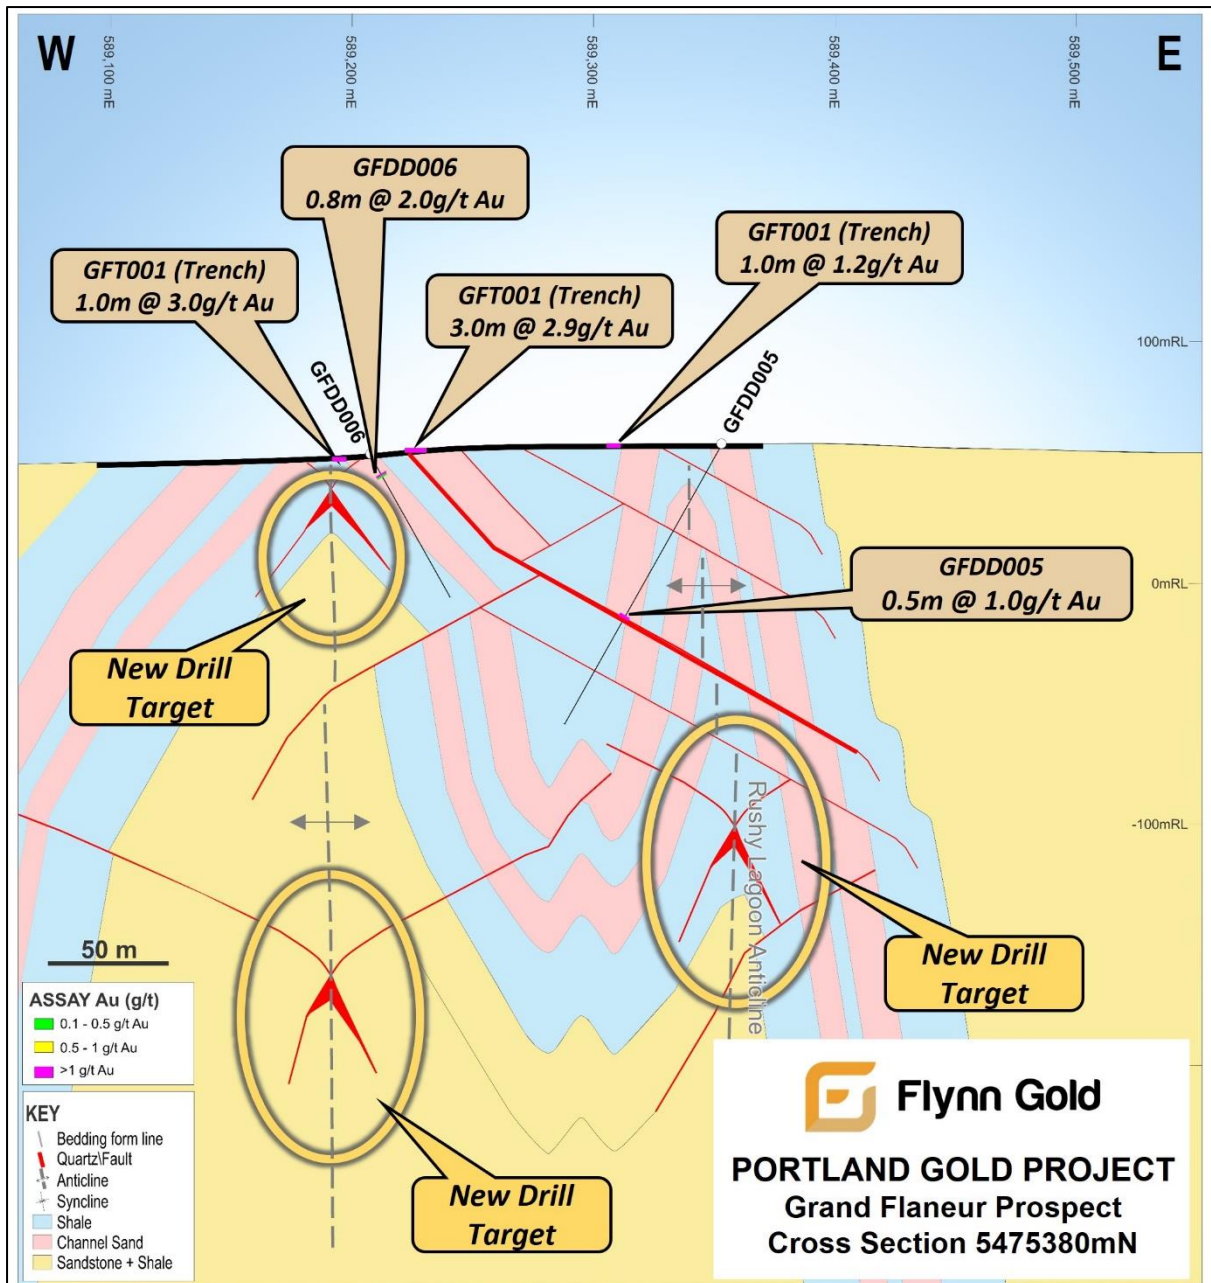 W
E
589,100 mE
589,200 mE
589,300 mE
589,400 mE
589,500 mE
GFDD006
0.8m @ 2.0g/t Au
GFT001 (Trench)
1.0m @ 1.2g/t Au
GFT001 (Trench)
1.0m @ 3.0g/t Au
GFT001 (Trench)
3.0m @ 2.9g/t Au
100mRL
GFDD006
GFDD005
GFDD005
0.5m @ 1.0g/t Au
0mRL
New Drill
Target
-100mRL
Rushy Lagoon Anticline
New Drill
Target
50 m
ASSAY Au (g/t)
0.1 - 0.5 g/t Au
0.5 - 1 g/t Au
>1 g/t Au
KEY
Bedding form line
Quartz\Fault
Anticline
Syncline
Shale
Channel Sand
Sandstone + Shale
New Drill
Target
Flynn Gold
PORTLAND GOLD PROJECT
Grand Flaneur Prospect
Cross Section 5475380mN